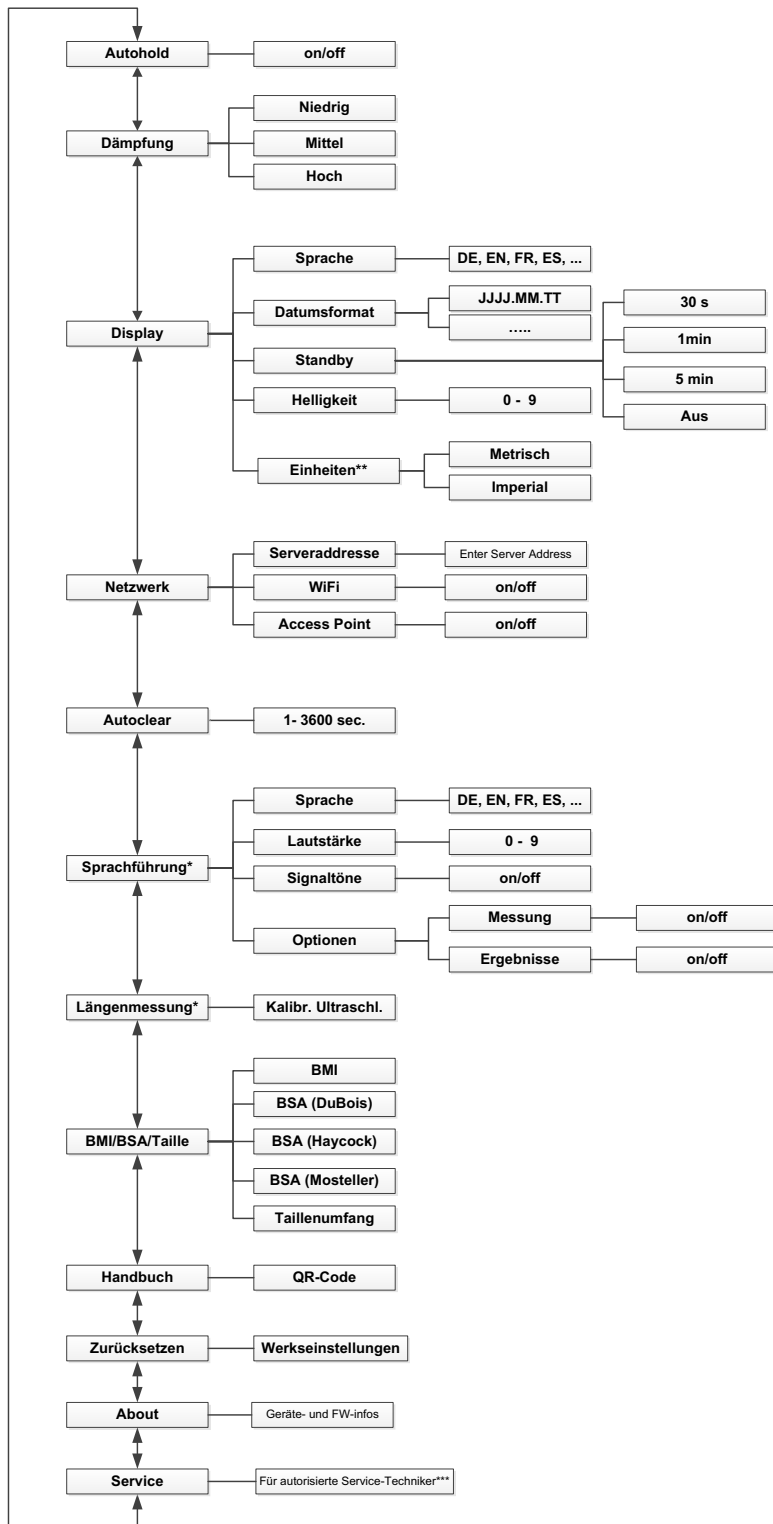 Autohold
on/off
Niedrig
Dämpfung
Mittel
Hoch
Sprache
DE, EN, FR, ES, ...
JJJJ.MM.TT
Datumsformat
.....
30 s
Display
Standby
1min
5 min
Helligkeit
0 - 9
Aus
Metrisch
Einheiten**
Imperial
Serveraddresse
Enter Server Address
Netzwerk
WiFi
on/off
Access Point
on/off
Autoclear
1- 3600 sec.
Sprache
DE, EN, FR, ES, ...
Lautstärke
0 - 9
Sprachführung*
Signaltöne
on/off
Messung
on/off
Optionen
Ergebnisse
on/off
Längenmessung*
Kalibr. Ultraschl.
BMI
BSA (DuBois)
BMI/BSA/Taille
BSA (Haycock)
BSA (Mosteller)
Taillenumfang
Handbuch
QR-Code
Zurücksetzen
Werkseinstellungen
About
Geräte- und FW-infos
Service
Für autorisierte Service-Techniker***